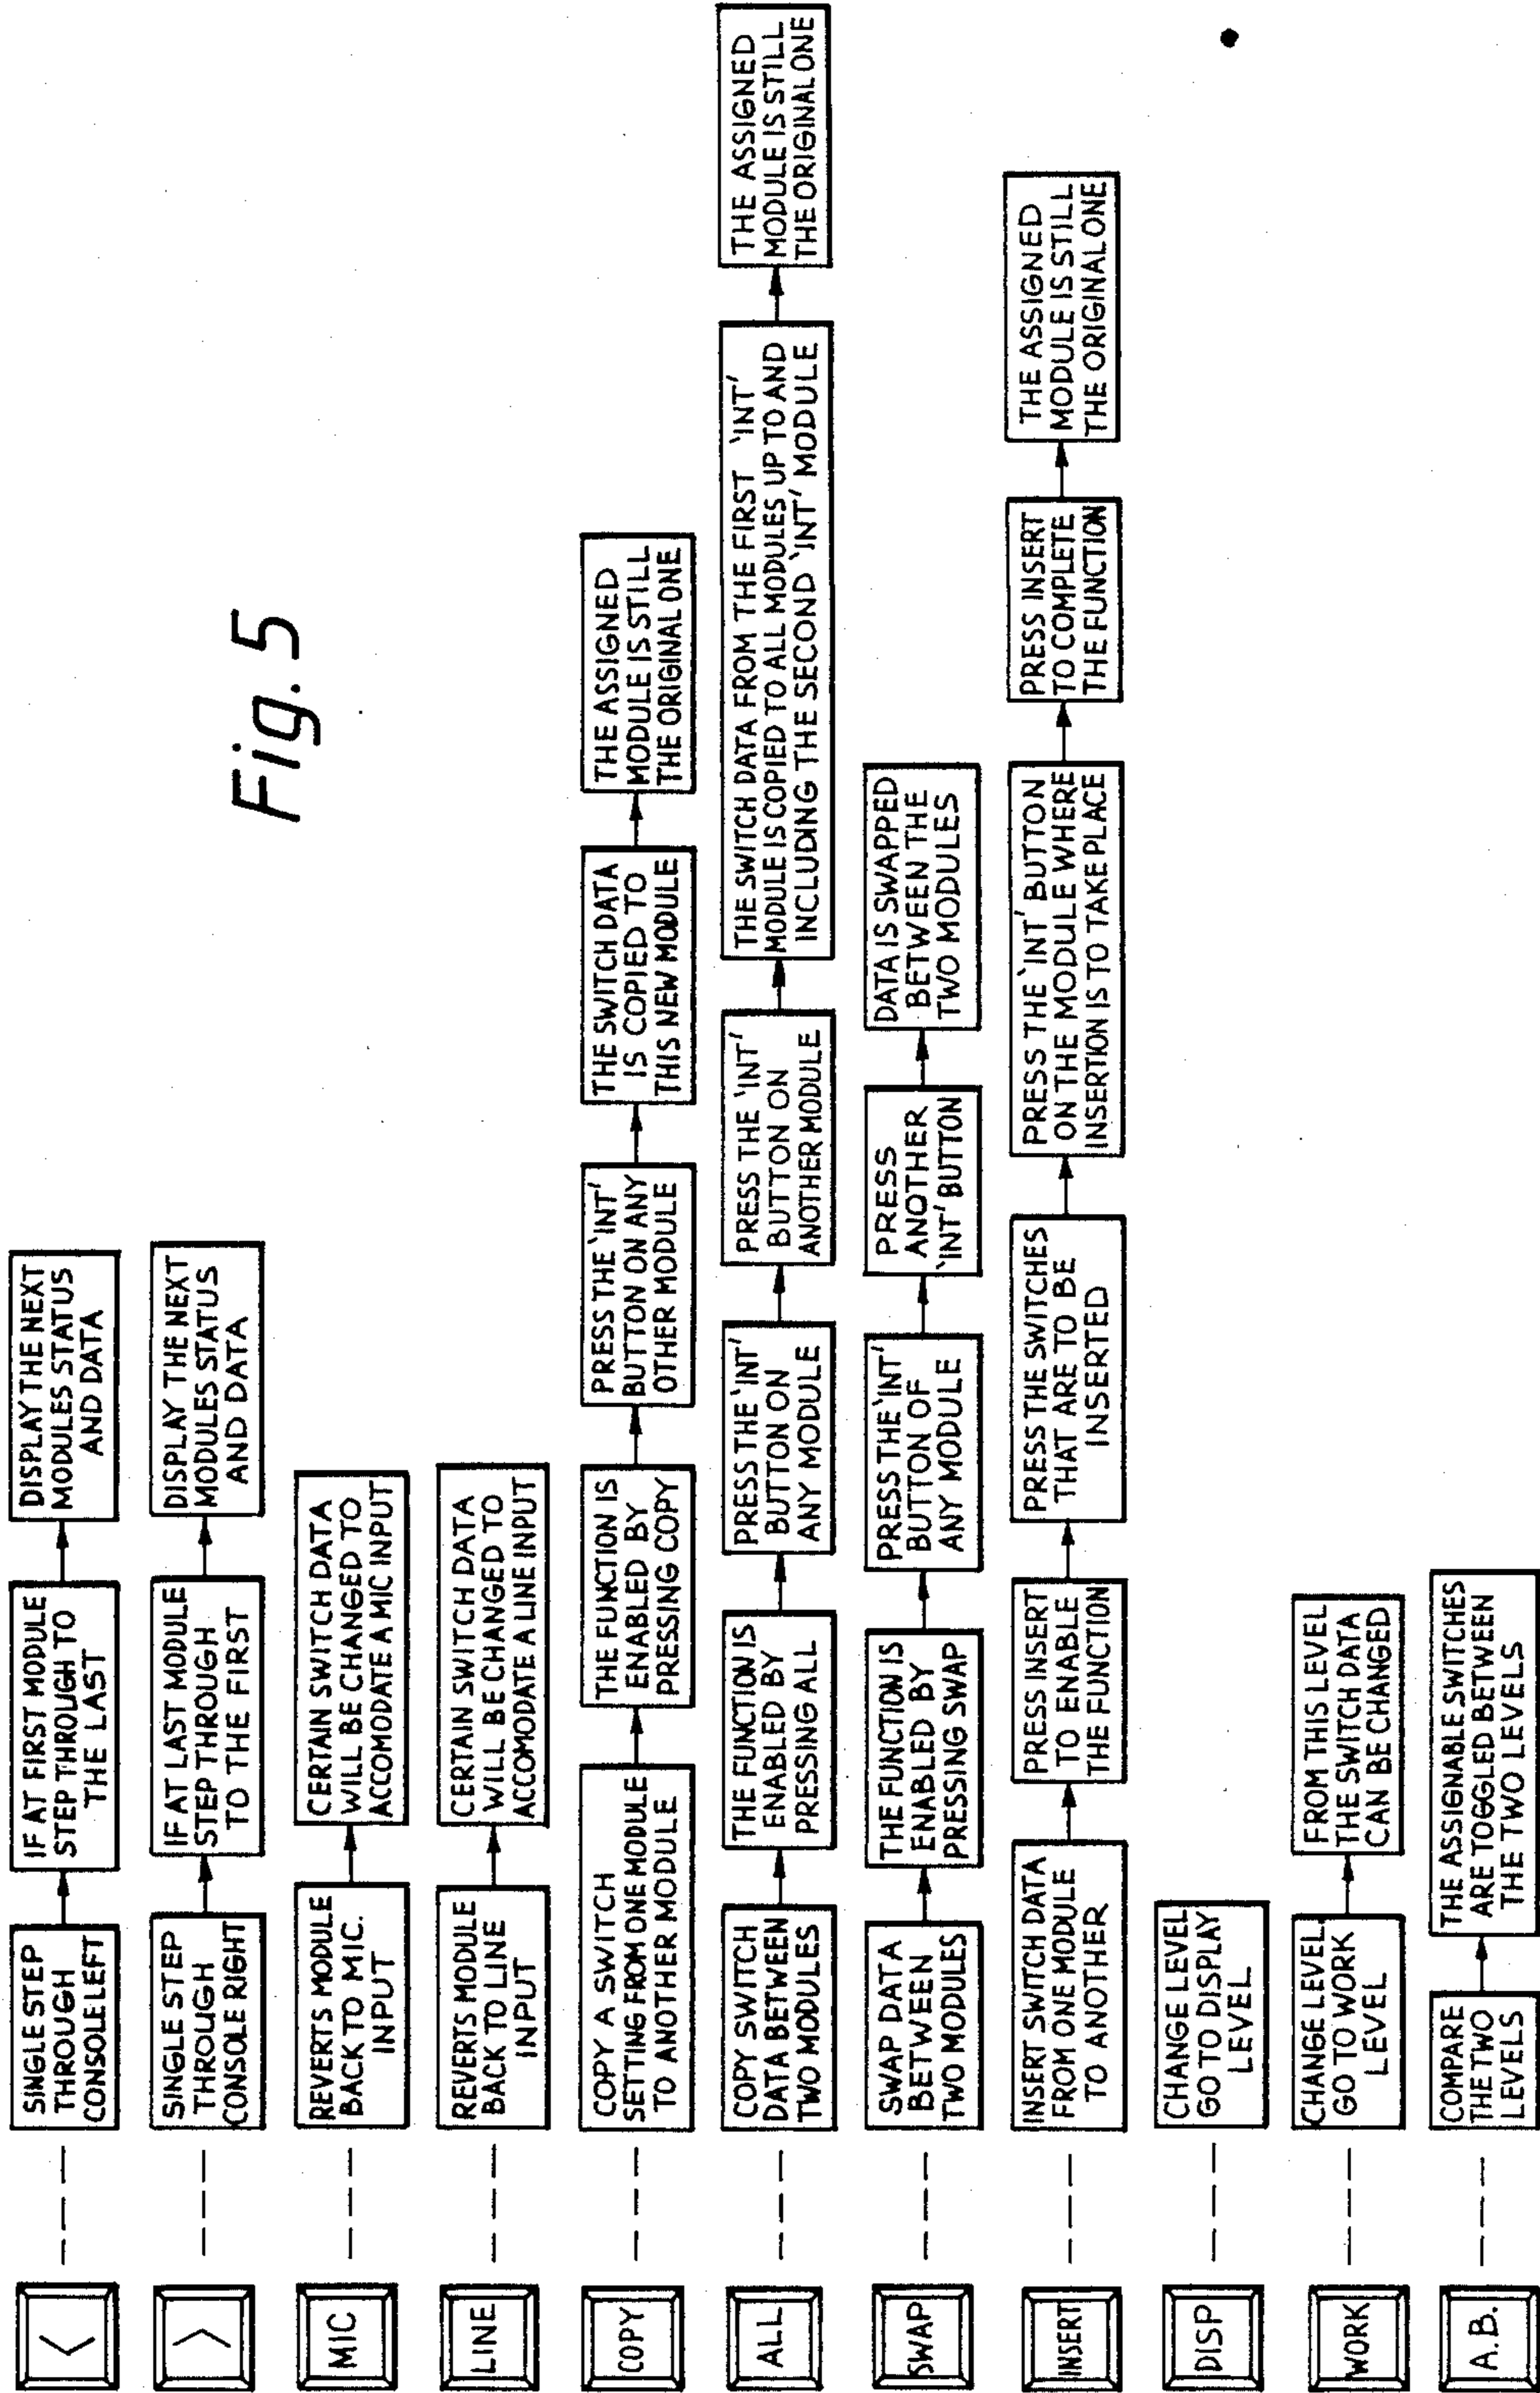 Fig. 5
<
SINGLE STEP
THROUGH
CONSOLE LEFT
IF AT FIRST MODULE
STEP THROUGH TO
THE LAST
DISPLAY THE NEXT
MODULES STATUS
AND DATA
>
SINGLE STEP
THROUGH
CONSOLE RIGHT
IF AT LAST MODULE
STEP THROUGH
TO THE FIRST
DISPLAY THE NEXT
MODULES STATUS
AND DATA
MIC
REVERTS MODULE
BACK TO MIC.
INPUT
CERTAIN SWITCH DATA
WILL BE CHANGED TO
ACCOMODATE A MIC INPUT
LINE
REVERTS MODULE
BACK TO LINE
INPUT
CERTAIN SWITCH DATA
WILL BE CHANGED TO
ACCOMODATE A LINE INPUT
COPY
COPY A SWITCH
SETTING FROM ONE MODULE
TO ANOTHER MODULE
THE FUNCTION IS
ENABLED BY
PRESSING COPY
PRESS THE 'INT'
BUTTON ON ANY
OTHER MODULE
THE SWITCH DATA
IS COPIED TO
THIS NEW MODULE
THE ASSIGNED
MODULE IS STILL
THE ORIGINAL ONE
ALL
COPY SWITCH
DATA BETWEEN
TWO MODULES
THE FUNCTION IS
ENABLED BY
PRESSING ALL
PRESS THE 'INT'
BUTTON ON
ANY MODULE
PRESS THE 'INT'
BUTTON ON
ANOTHER MODULE
THE SWITCH DATA FROM THE FIRST 'INT'
MODULE IS COPIED TO ALL MODULES UP TO AND
INCLUDING THE SECOND 'INT' MODULE
THE ASSIGNED
MODULE IS STILL
THE ORIGINAL ONE
SWAP
SWAP DATA
BETWEEN
TWO MODULES
THE FUNCTION IS
ENABLED BY
PRESSING SWAP
PRESS THE 'INT'
BUTTON OF
ANY MODULE
PRESS
ANOTHER
'INT' BUTTON
DATA IS SWAPPED
BETWEEN THE
TWO MODULES
INSERT
INSERT SWITCH DATA
FROM ONE MODULE
TO ANOTHER
PRESS INSERT
TO ENABLE
THE FUNCTION
PRESS THE SWITCHES
THAT ARE TO BE
INSERTED
PRESS THE 'INT' BUTTON
ON THE MODULE WHERE
INSERTION IS TO TAKE PLACE
PRESS INSERT
TO COMPLETE
THE FUNCTION
THE ASSIGNED
MODULE IS STILL
THE ORIGINAL ONE
DISP
CHANGE LEVEL
GO TO DISPLAY
LEVEL
WORK
CHANGE LEVEL
GO TO WORK
LEVEL
FROM THIS LEVEL
THE SWITCH DATA
CAN BE CHANGED
A.B.
COMPARE
THE TWO
LEVELS
THE ASSIGNABLE SWITCHES
ARE TOGGLED BETWEEN
THE TWO LEVELS